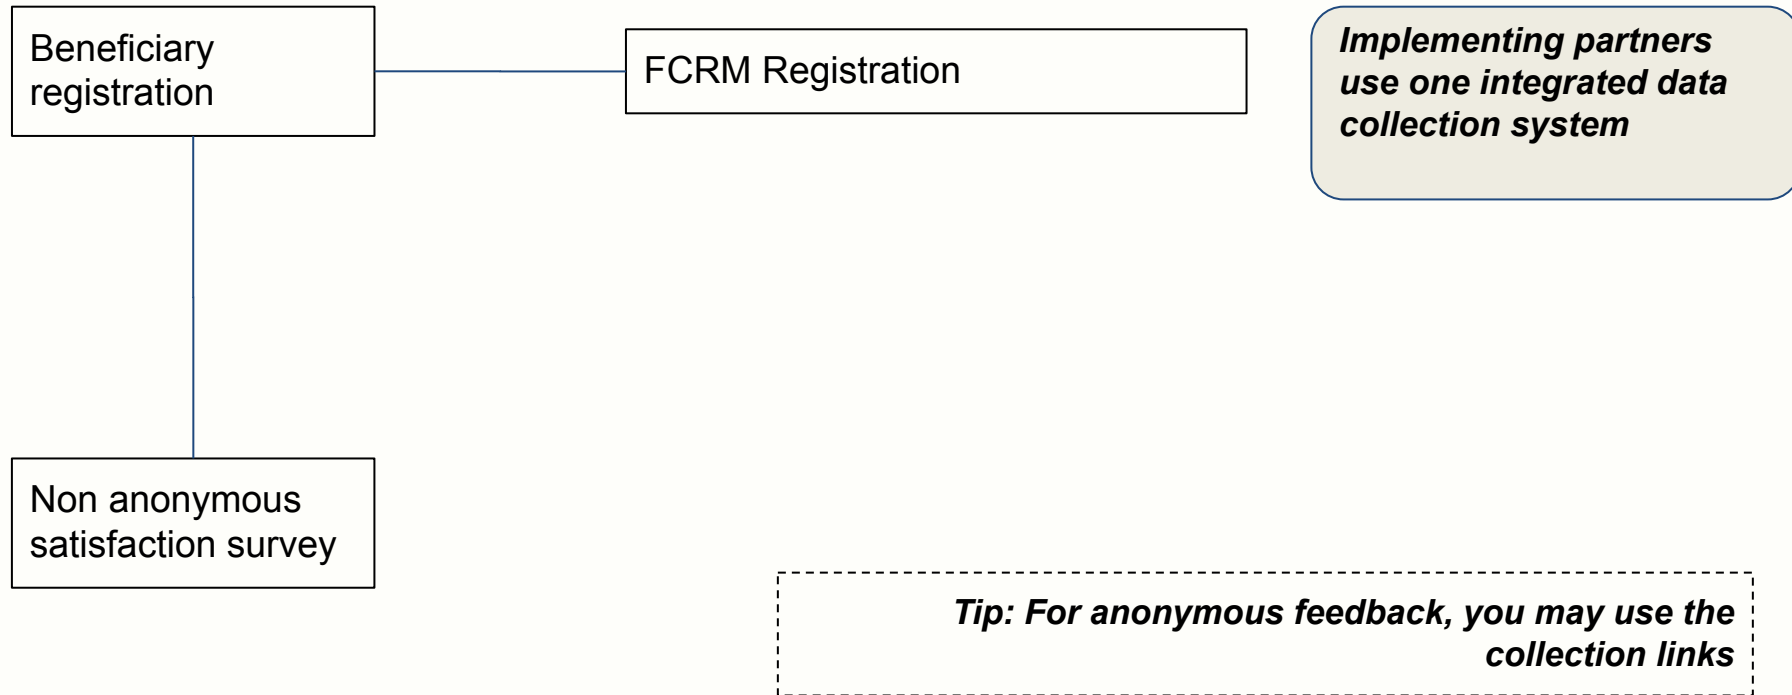 Beneficiary
registration
FCRM Registration
Implementing partners
use one integrated data
collection system
Non anonymous
satisfaction survey
Tip: For anonymous feedback, you may use the
collection links